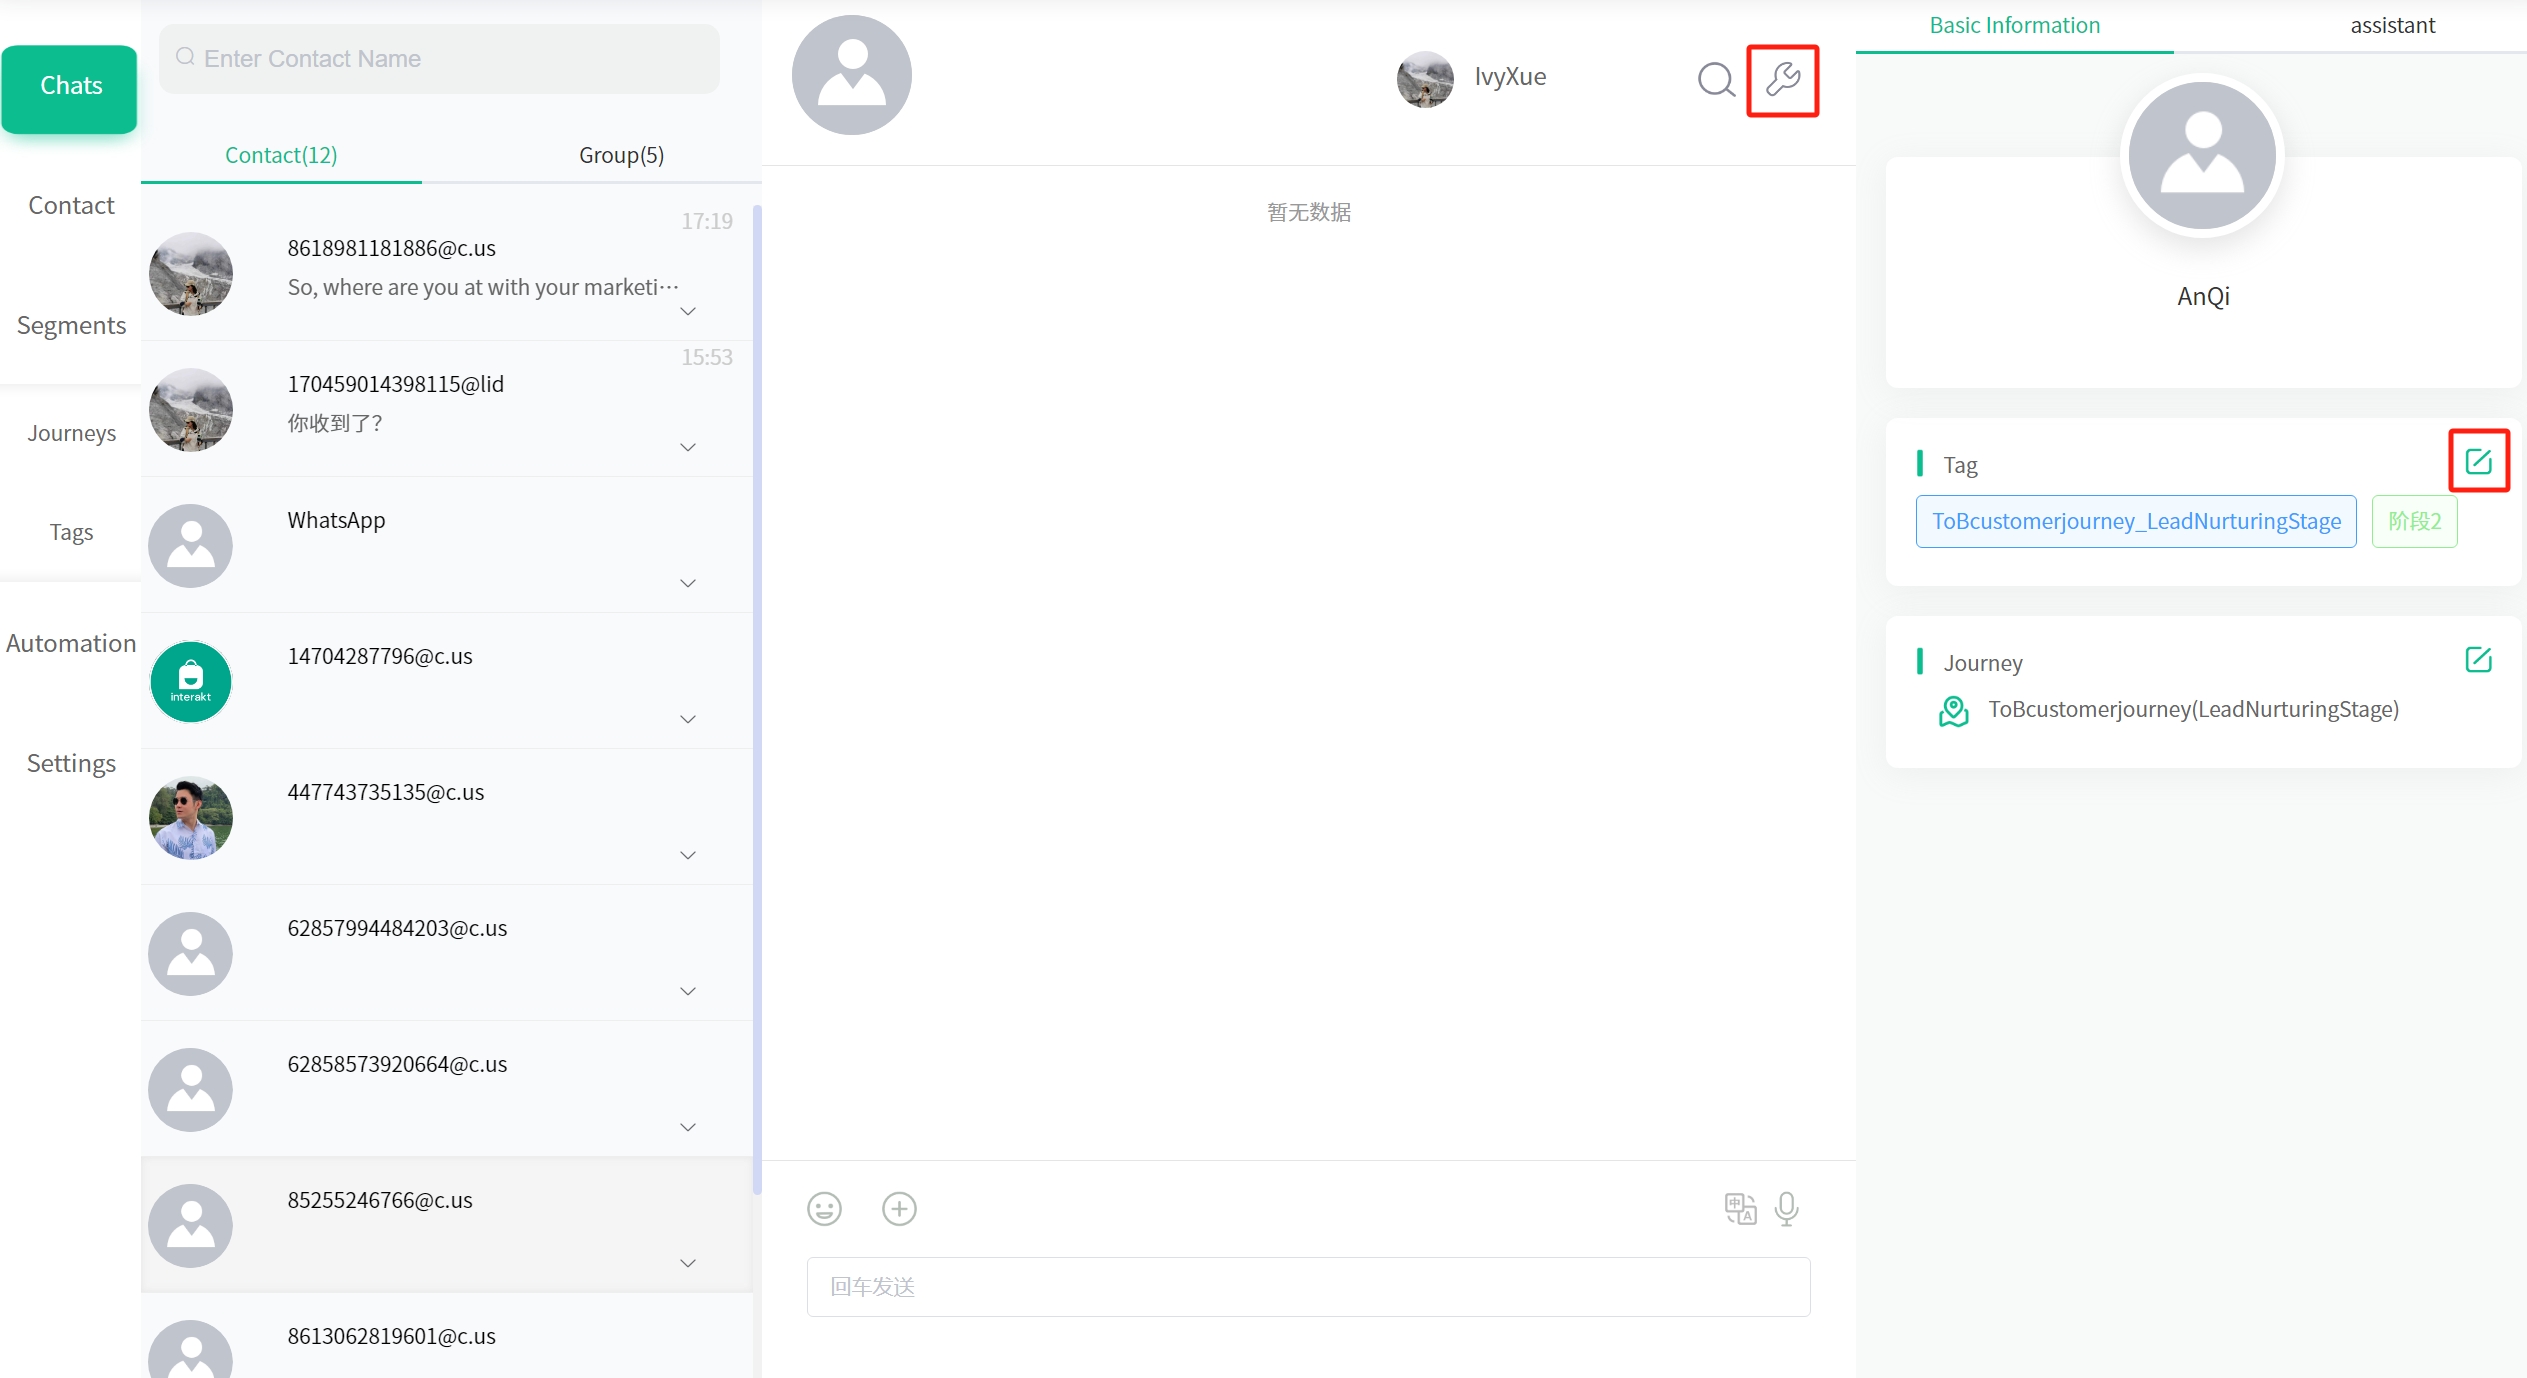 Chats
Contact
Segments
Journeys
Tags
Automation
Settings
Enter Contact Name
Contact(12)
Group(5)
17:19
8618981181886@c.us
So, where are you at with your marketi···
15:53
170459014398115@lid
你收到了？
WhatsApp
interakt
14704287796@c.us
447743735135@c.us
62857994484203@c.us
62858573920664@c.us
85255246766@c.us
8613062819601@c.us
IvyXue
暂无数据
中
A
回车发送
Basic Information
assistant
AnQi
Tag
ToBcustomerjourney_LeadNurturingStage
阶段2
Journey
ToBcustomerjourney(LeadNurturingStage)